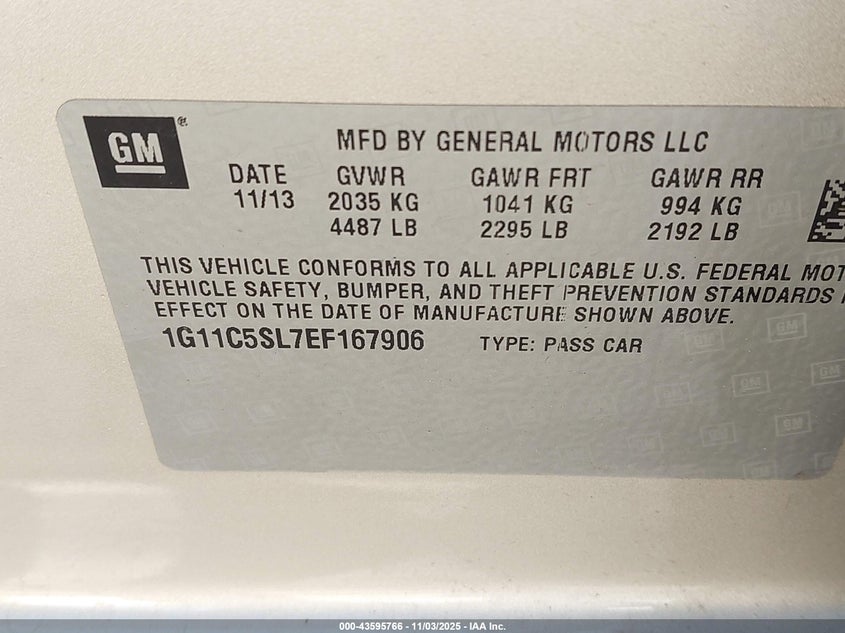 GM®
MFD BY GENERAL MOTORS LLC
DATE GVWR GAWR FRT GAWR RR
11/13 2035 KG 1041 KG 994 KG
4487 LB 2295 LB 2192 LB
THIS VEHICLE CONFORMS TO ALL APPLICABLE U.S. FEDERAL MOT
VEHICLE SAFETY, BUMPER, AND THEFT PREVENTION STANDARDS
EFFECT ON THE DATE OF MANUFACTURE SHOWN ABOVE.
1G11C5SL7EF167906 TYPE: PASS CAR
000-43595766 - 11/03/2025 - IAA Inc.